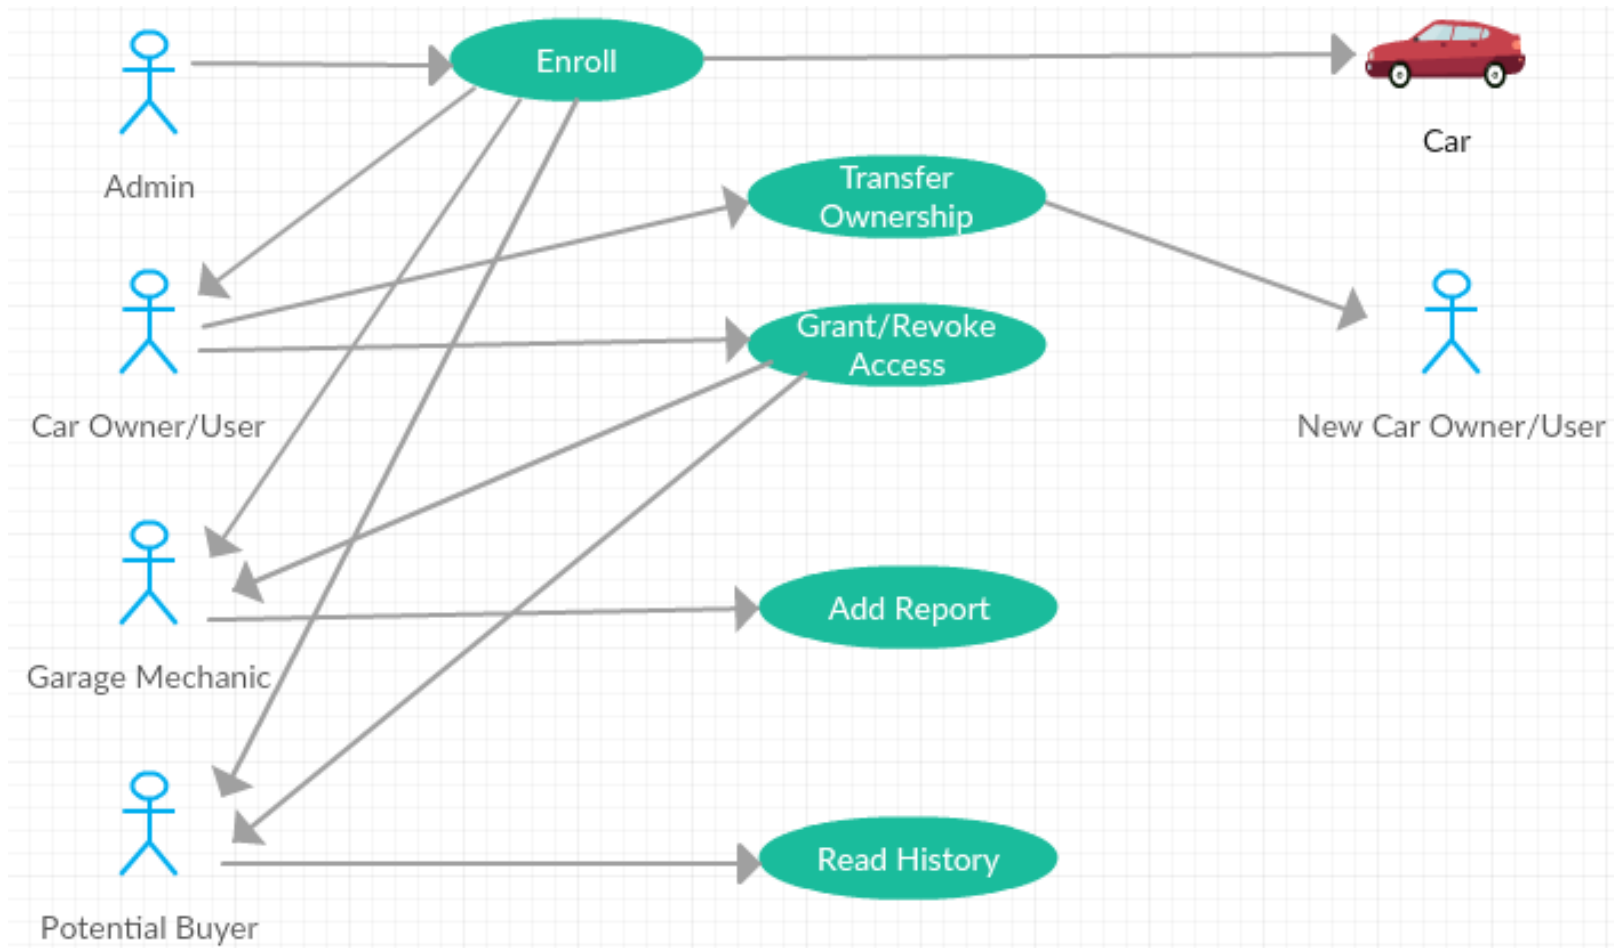 Enroll
Car
Admin
Transfer
Ownership
Grant/Revoke
Access
Car Owner/User
New Car Owner/User
Add Report
Garage Mechanic
Read History
Potential Buyer